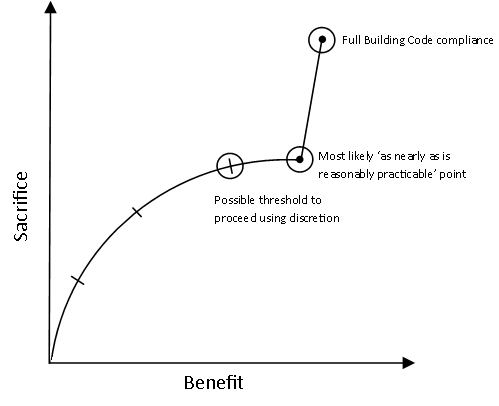 Full Building Code compliance
Most likely ‘as nearly as is
reasonably practicable’ point
Possible threshold to
proceed using discretion
Sacrifice
Benefit